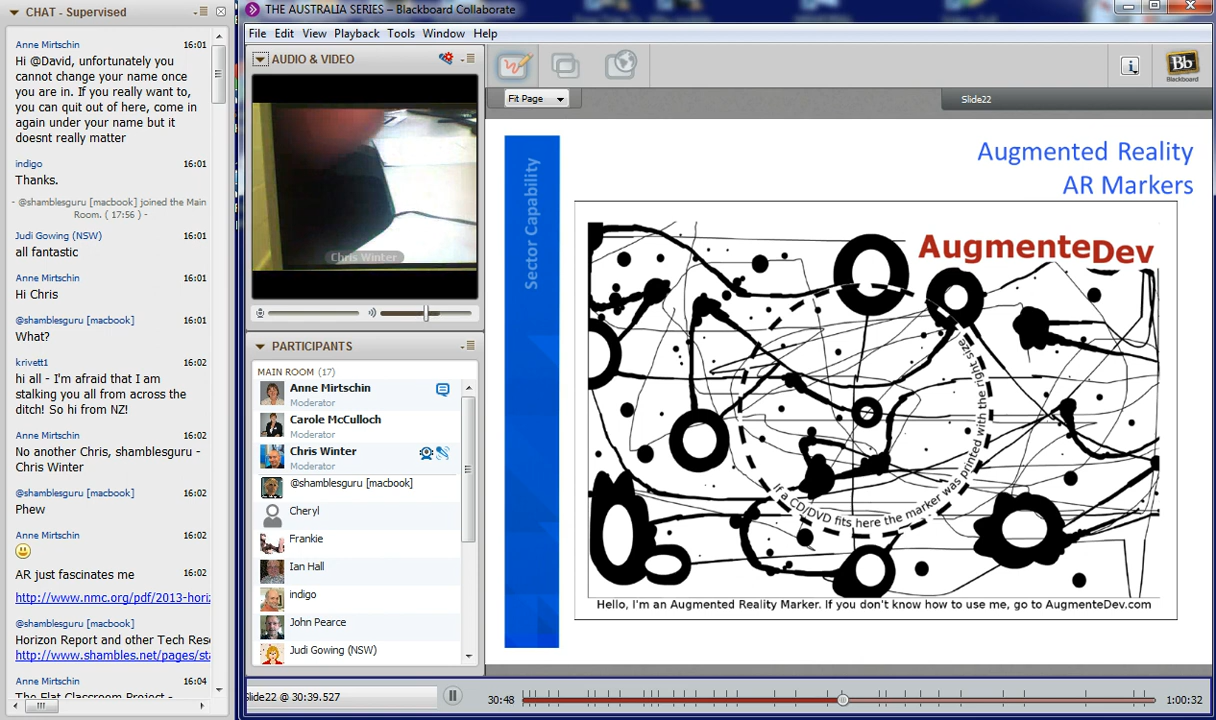 CHAT - Supervised
Anne Mirtschin 16:01
Hi @David, unfortunately you
cannot change your name once
you are in. If you really want to,
you can quit out of here, come in
again under your name but it
doesnt really matter
indigo 16:01
Thanks.
- @shamblesguru [macbook] joined the Main
Room. ( 17:56 ) -
Judi Gowing (NSW) 16:01
all fantastic
Anne Mirtschin 16:01
Hi Chris
@shamblesguru [macbook] 16:01
What?
krivett1 16:02
hi all - I'm afraid that I am
stalking you all from across the
ditch! So hi from NZ!
Anne Mirtschin 16:02
No another Chris, shamblesguru -
Chris Winter
@shamblesguru [macbook] 16:02
Phew
Anne Mirtschin 16:02
AR just fascinates me 16:02
http://www.nmc.org/pdf/2013-hori
@shamblesguru [macbook]
Horizon Report and other Tech Res
http://www.shambles.net/pages/st
Anne Mirtschin 16:04
The Flat Classroom Project -
THE AUSTRALIA SERIES – Blackboard Collaborate
File Edit View Playback Tools Window Help
AUDIO & VIDEO
Chris Winter
PARTICIPANTS
MAIN ROOM (17)
Anne Mirtschin
Moderator
Carole McCulloch
Moderator
Chris Winter
Moderator
@shamblesguru [macbook]
Cheryl
Frankie
Ian Hall
indigo
John Pearce
Judi Gowing (NSW)
Bb
Blackboard
Fit Page
Slide22
Sector Capability
Augmented Reality
AR Markers
AugmenteDev
If a CD/DVD fits here the marker was printed with the right size.
Hello, I'm an Augmented Reality Marker. If you don't know how to use me, go to AugmenteDev.com
Slide22 @ 30:39.527
30:48
1:00:32